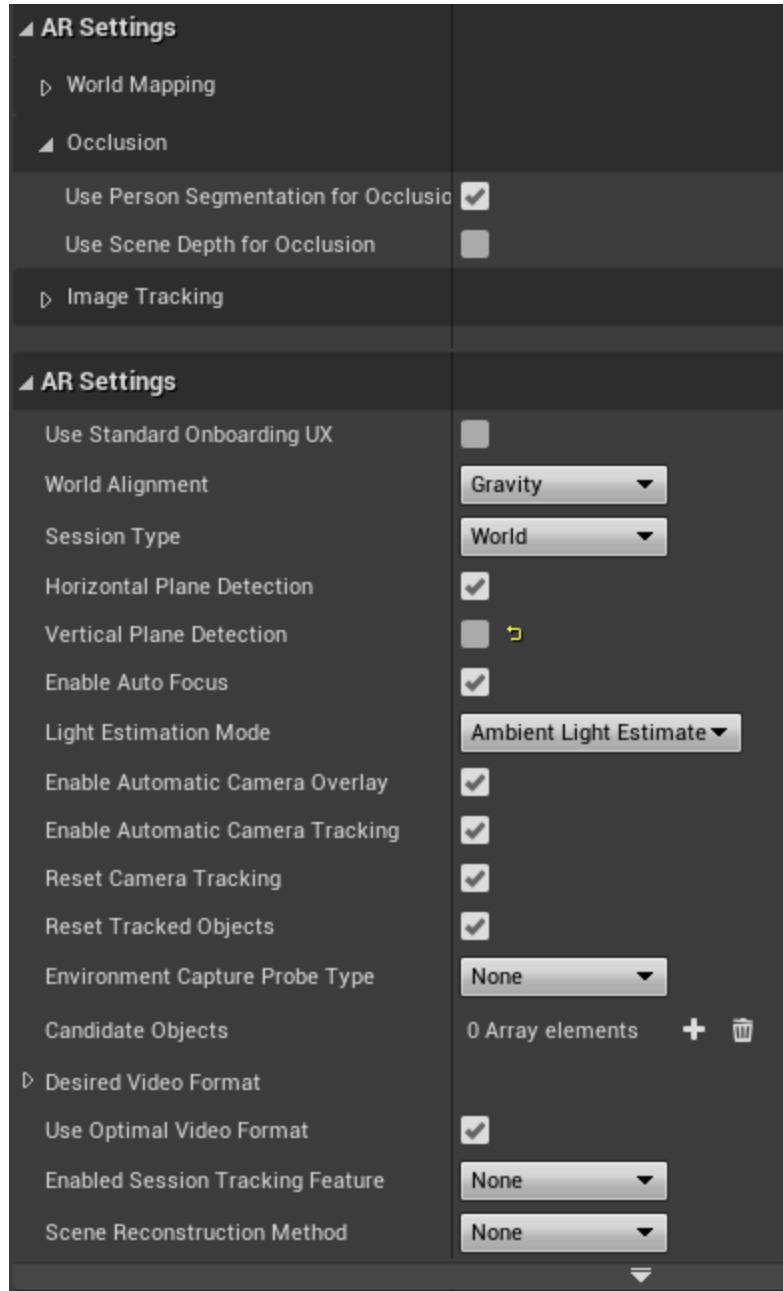 AR Settings
World Mapping
Occlusion
Use Person Segmentation for Occlusio
Use Scene Depth for Occlusion
Image Tracking
AR Settings
Use Standard Onboarding UX
World Alignment Gravity
Session Type World
Horizontal Plane Detection
Vertical Plane Detection
Enable Auto Focus
Light Estimation Mode Ambient Light Estimate
Enable Automatic Camera Overlay
Enable Automatic Camera Tracking
Reset Camera Tracking
Reset Tracked Objects
Environment Capture Probe Type None
Candidate Objects 0 Array elements
Desired Video Format
Use Optimal Video Format
Enabled Session Tracking Feature None
Scene Reconstruction Method None